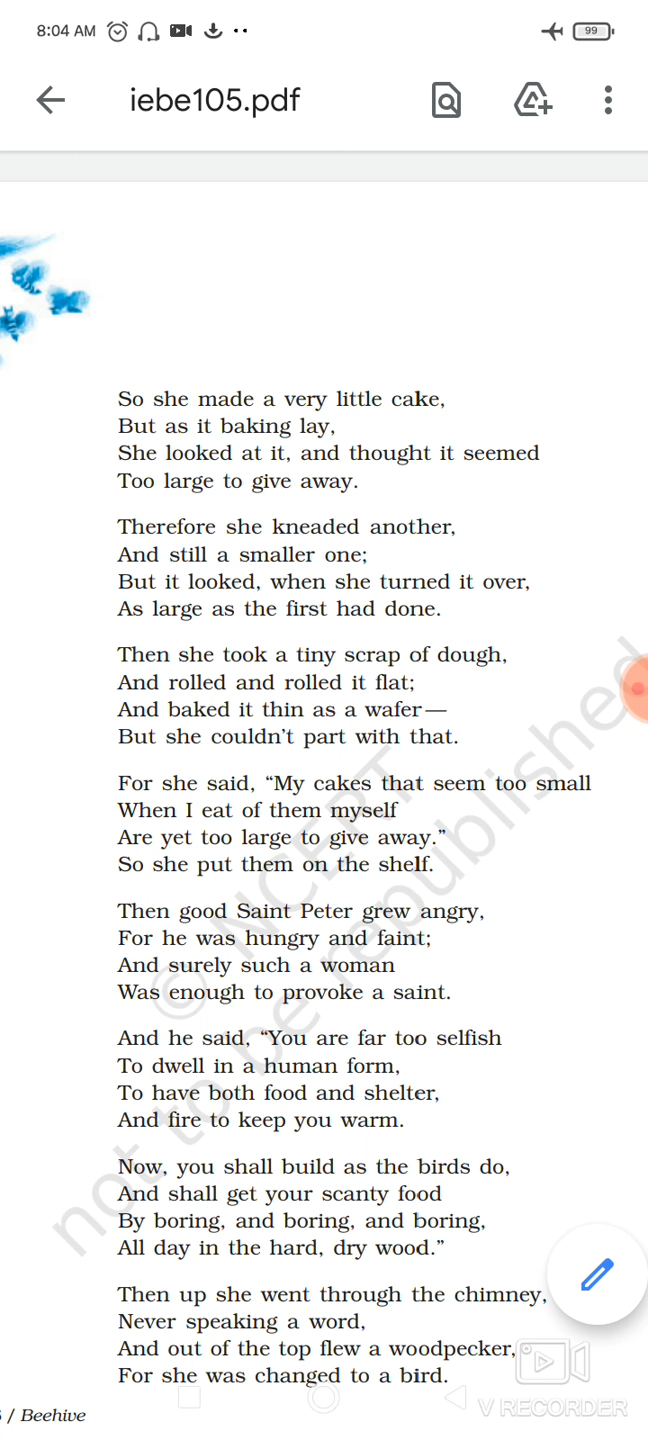 8:04 AM
99
iebe105.pdf
So she made a very little cake,
But as it baking lay,
She looked at it, and thought it seemed
Too large to give away.
Therefore she kneaded another,
And still a smaller one;
But it looked, when she turned it over,
As large as the first had done.
Then she took a tiny scrap of dough,
And rolled and rolled it flat;
And baked it thin as a wafer—
But she couldn't part with that.
For she said, “My cakes that seem too small
When I eat of them myself
Are yet too large to give away.”
So she put them on the shelf.
Then good Saint Peter grew angry,
For he was hungry and faint;
And surely such a woman
Was enough to provoke a saint.
And he said, “You are far too selfish
To dwell in a human form,
To have both food and shelter,
And fire to keep you warm.
Now, you shall build as the birds do,
And shall get your scanty food
By boring, and boring, and boring,
All day in the hard, dry wood.”
Then up she went through the chimney,
Never speaking a word,
And out of the top flew a woodpecker,
For she was changed to a bird.
/ Beehive
© NCERT
not to be republished
V RECORDER